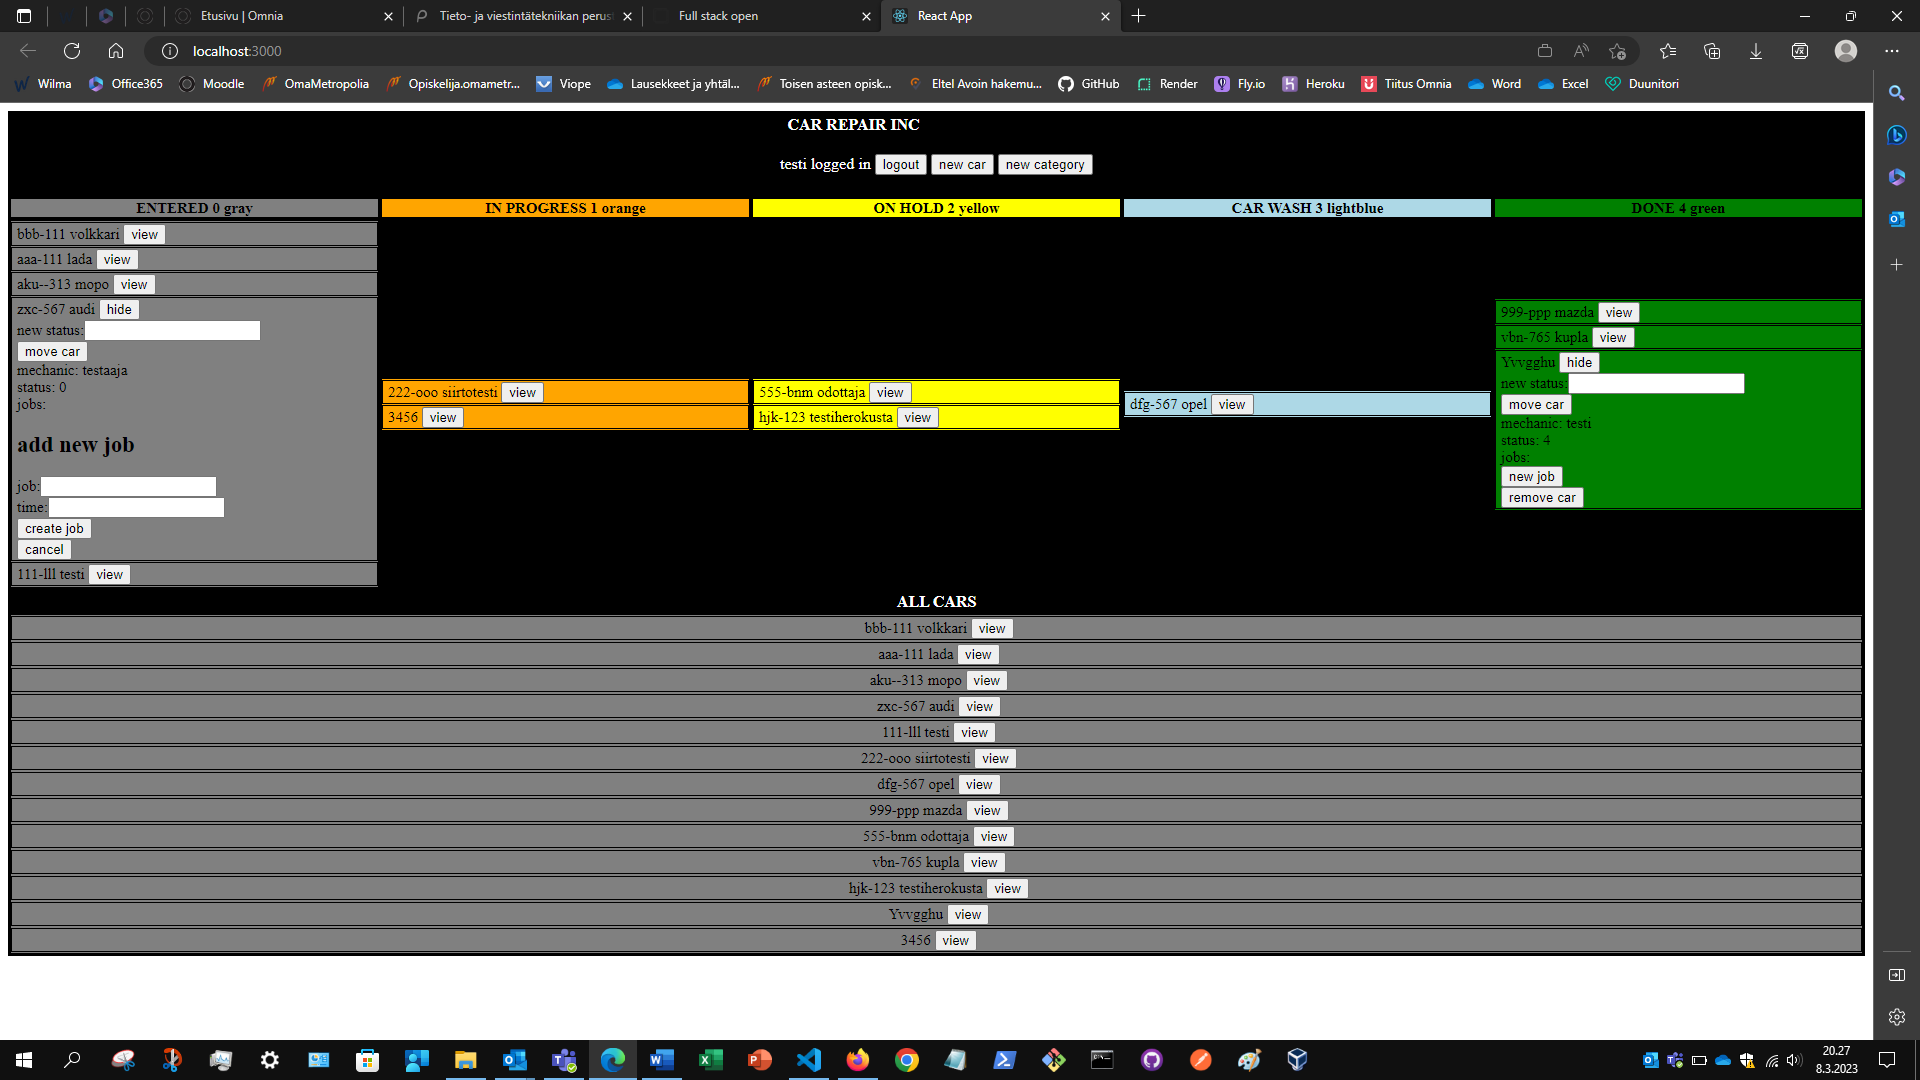 Etusivu | Omnia
Tieto- ja viestintätekniikan perus
Full stack open
React App
localhost:3000
Wilma
Office365
Moodle
OmaMetropolia
Opiskelija.omametr...
Viope
Lausekkeet ja yhtäl...
Toisen asteen opisk...
Eltel Avoin hakemu...
GitHub
Render
Fly.io
Heroku
Tiitus Omnia
Word
Excel
Duunitori
CAR REPAIR INC
testi logged in logout new car new category
ENTERED 0 gray
bbb-111 volkkari view
aaa-111 lada view
aku--313 mopo view
zxc-567 audi hide
new status:
move car
mechanic: testaaja
status: 0
jobs:
add new job
job:
time:
create job
cancel
111-lll testi view
IN PROGRESS 1 orange
222-ooo siirtotesti view
3456 view
ON HOLD 2 yellow
555-bnm odottaja view
hjk-123 testiherokusta view
CAR WASH 3 lightblue
dfg-567 opel view
DONE 4 green
999-ppp mazda view
vbn-765 kupla view
Yvvgghu hide
new status:
move car
mechanic: testi
status: 4
jobs:
new job
remove car
ALL CARS
bbb-111 volkkari view
aaa-111 lada view
aku--313 mopo view
zxc-567 audi view
111-lll testi view
222-ooo siirtotesti view
dfg-567 opel view
999-ppp mazda view
555-bnm odottaja view
vbn-765 kupla view
hjk-123 testiherokusta view
Yvvgghu view
3456 view
20.27
8.3.2023